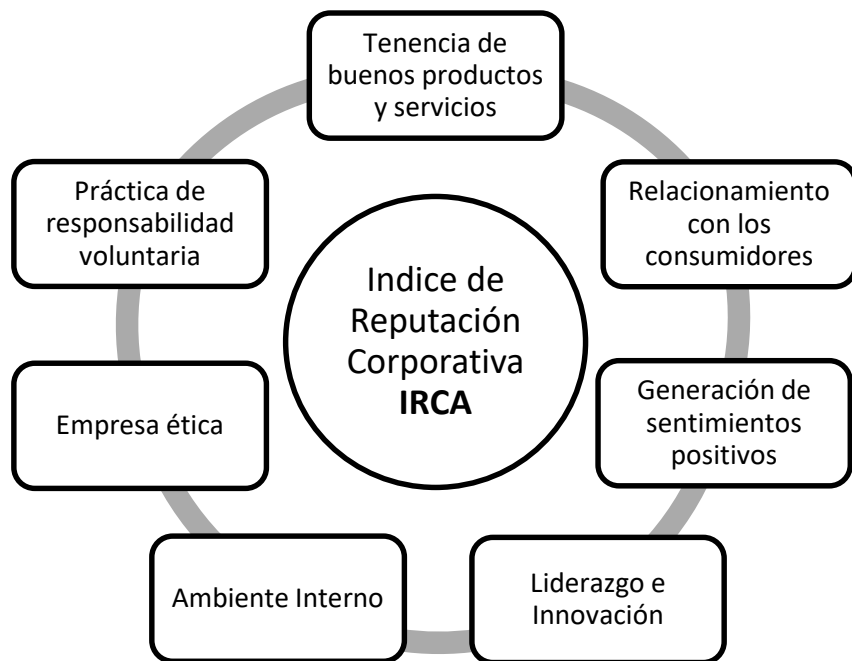 Tenencia de
buenos productos
y servicios
Relacionamiento
con los
consumidores
Generación de
sentimientos
positivos
Liderazgo e
Innovación
Ambiente Interno
Empresa ética
Práctica de
responsabilidad
voluntaria
Indice de
Reputación
Corporativa
IRCA